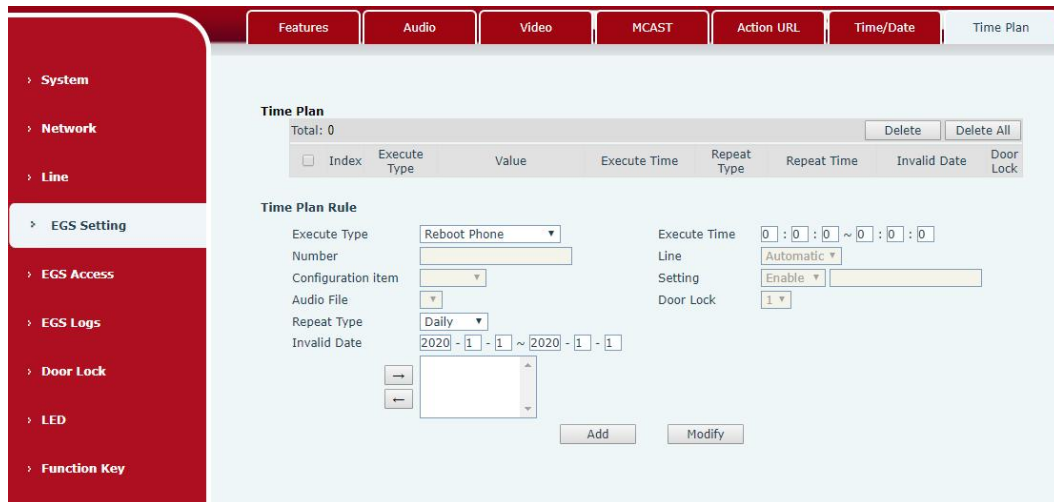 Features Audio Video MCAST Action URL Time/Date Time Plan
› System
› Network
› Line
› EGS Setting
› EGS Access
› EGS Logs
› Door Lock
› LED
› Function Key
Time Plan
Total: 0 Delete Delete All
Index Execute Type Value Execute Time Repeat Type Repeat Time Invalid Date Door Lock
Time Plan Rule
Execute Type Reboot Phone Execute Time 0 : 0 : 0 ~ 0 : 0 : 0
Number Line Automatic
Configuration item Setting Enable
Audio File Door Lock 1
Repeat Type Daily
Invalid Date 2020 - 1 - 1 ~ 2020 - 1 - 1
→
←
Add Modify